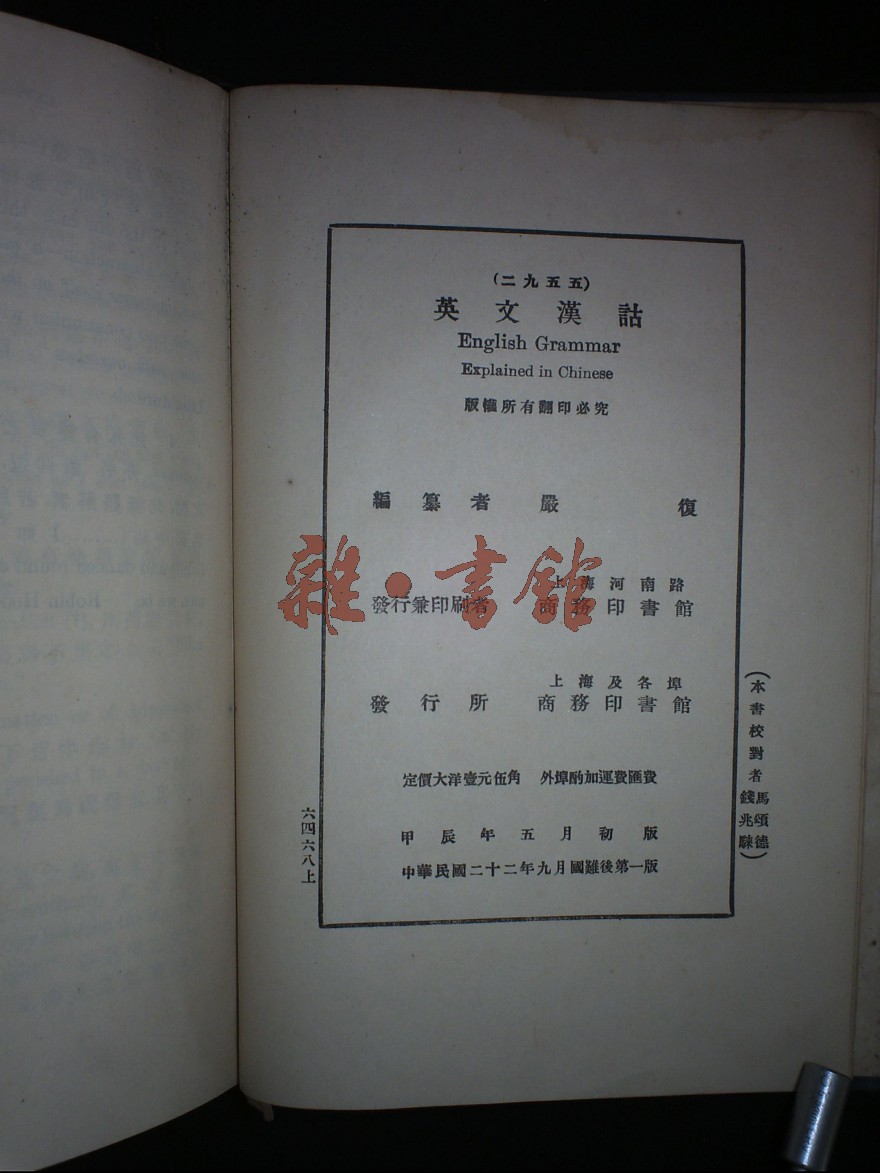 (二九五五)
英文漢詁
English Grammar
Explained in Chinese
版權所有翻印必究
編纂者 嚴復
雜·書館
上海河南路
發行兼印刷者 商務印書館
上海及各埠
發行所 商務印書館
定價大洋壹元伍角 外埠酌加運費匯費
甲辰年五月初版
中華民國二十二年九月國難後第一版
(本書校對者 馬頌德
錢兆騋)
六四六八上
Robin H